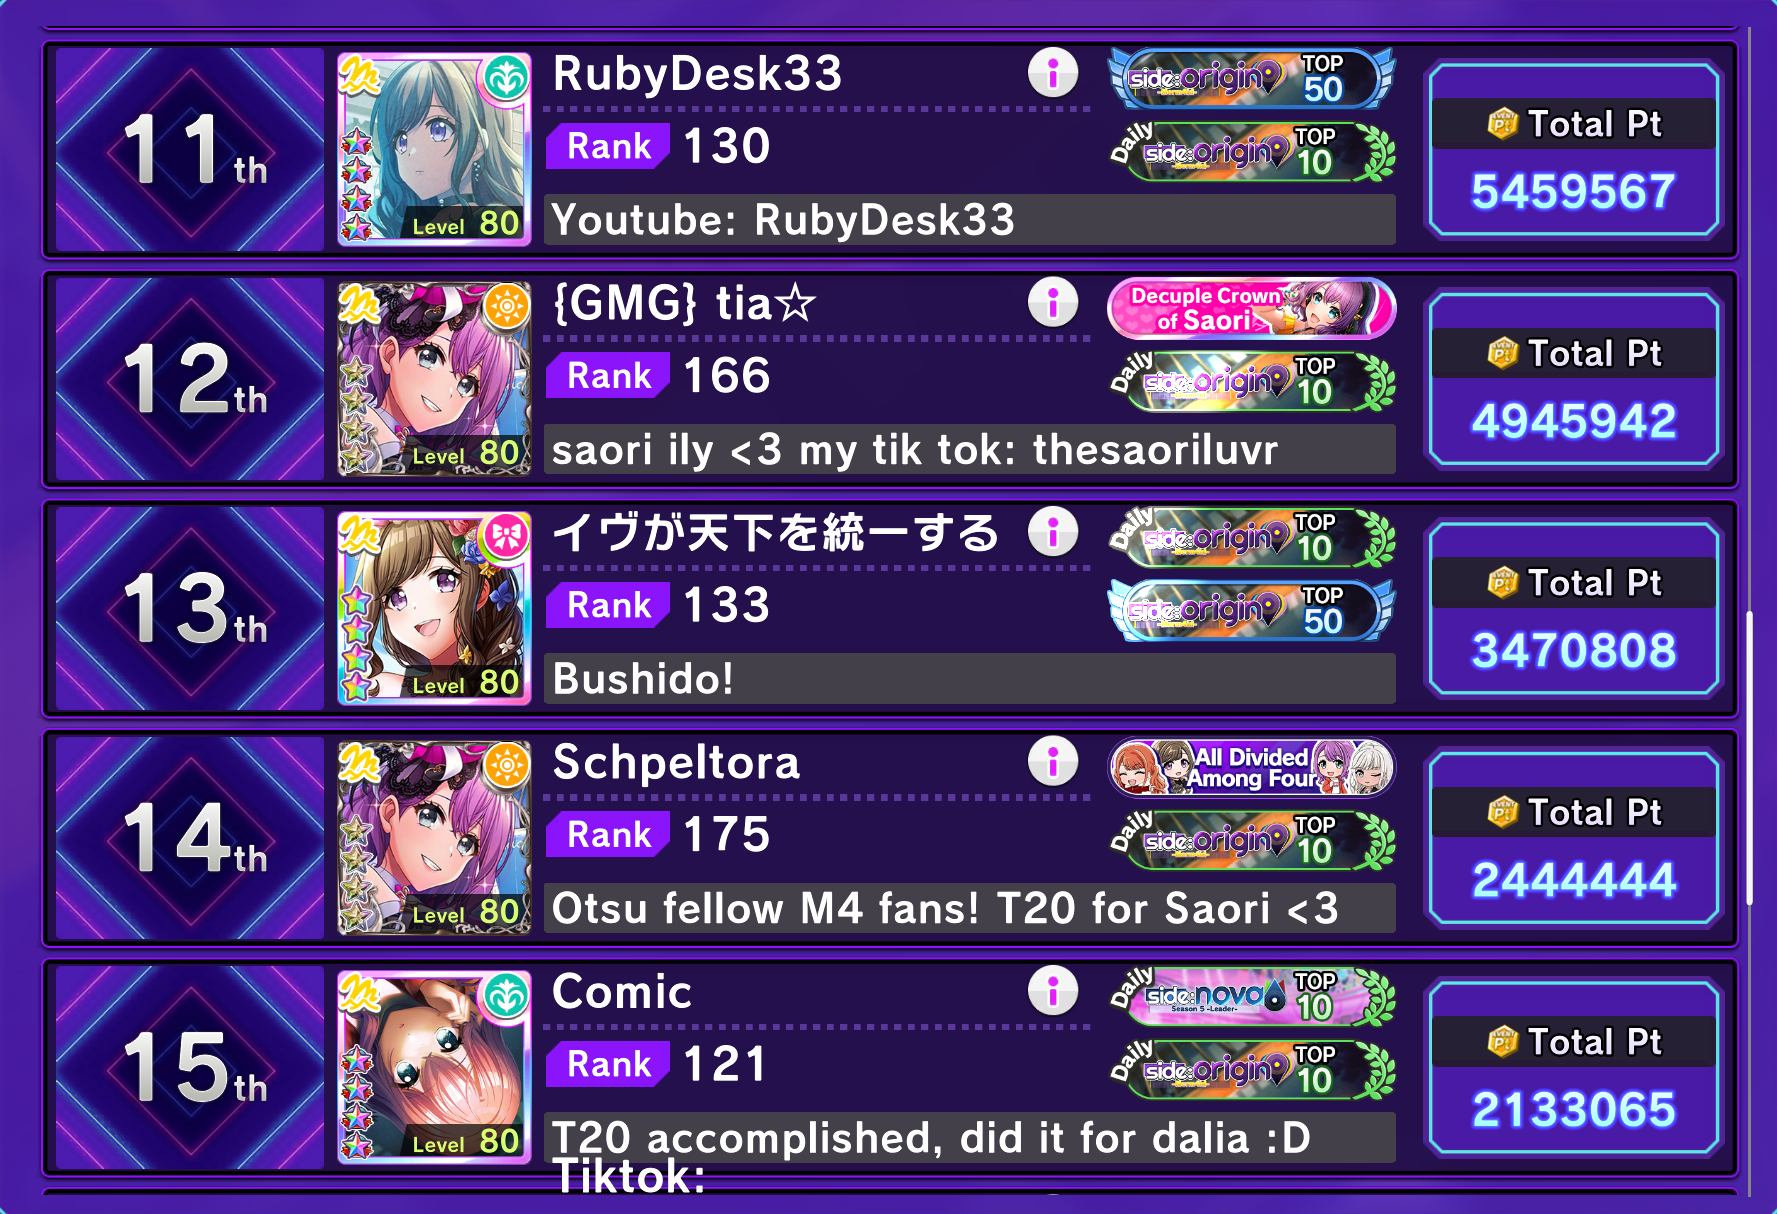 11th
Level 80
RubyDesk33
Rank 130
Youtube: RubyDesk33
side:origin
TOP 50
Daily
side:origin
TOP 10
Total Pt
5459567
12th
Level 80
{GMG} tia☆
Rank 166
saori ily <3 my tik tok: thesaoriluvr
Decuple Crown
of Saori
Daily
side:origin
TOP 10
Total Pt
4945942
13th
Level 80
イヴが天下を統一する
Rank 133
Bushido!
Daily
side:origin
TOP 10
side:origin
TOP 50
Total Pt
3470808
14th
Level 80
Schpeltora
Rank 175
Otsu fellow M4 fans! T20 for Saori <3
All Divided
Among Four
Daily
side:origin
TOP 10
Total Pt
2444444
15th
Level 80
Comic
Rank 121
T20 accomplished, did it for dalia :D
Tiktok:
Daily
side:nova
Season 5 -Leader-
TOP 10
Daily
side:origin
TOP 10
Total Pt
2133065